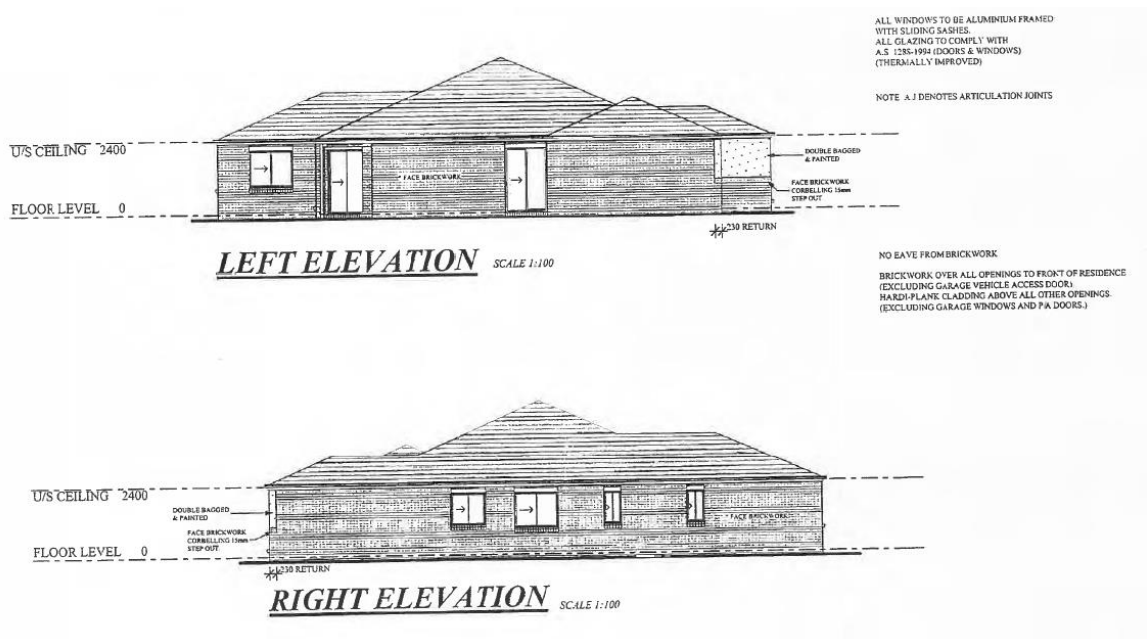 ALL WINDOWS TO BE ALUMINIUM FRAMED
WITH SLIDING SASHES.
ALL GLAZING TO COMPLY WITH
A.S 1288-1994 (DOORS & WINDOWS)
(THERMALLY IMPROVED)
NOTE A.J DENOTES ARTICULATION JOINTS
U/S CEILING 2400
DOUBLE BAGGED
& PAINTED
FACE BRICKWORK
FACE BRICKWORK
CORBELLING 15mm
STEP OUT
FLOOR LEVEL 0
230 RETURN
LEFT ELEVATION SCALE 1:100
NO EAVE FROM BRICKWORK
BRICKWORK OVER ALL OPENINGS TO FRONT OF RESIDENCE
(EXCLUDING GARAGE VEHICLE ACCESS DOOR)
HARDI-PLANK CLADDING ABOVE ALL OTHER OPENINGS.
(EXCLUDING GARAGE WINDOWS AND P/A DOORS.)
U/S CEILING 2400
DOUBLE BAGGED
& PAINTED
FACE BRICKWORK
FACE BRICKWORK
CORBELLING 15mm
STEP OUT
FLOOR LEVEL 0
230 RETURN
RIGHT ELEVATION SCALE 1:100